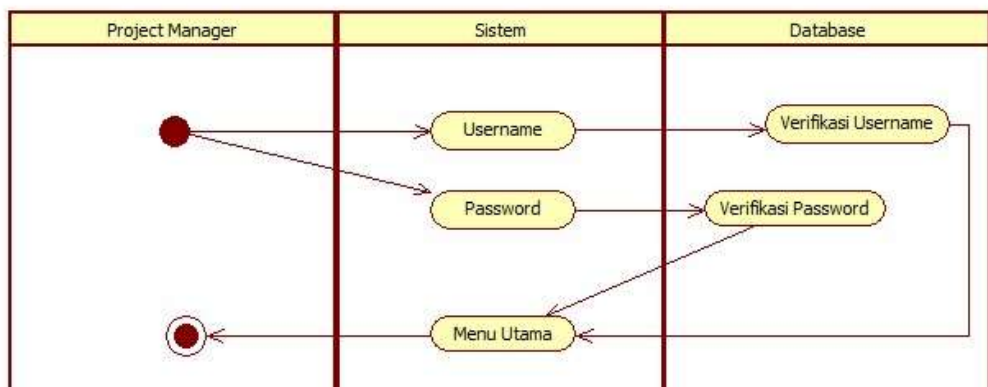 Project Manager
Sistem
Database
Username
Verifikasi Username
Password
Verifikasi Password
Menu Utama